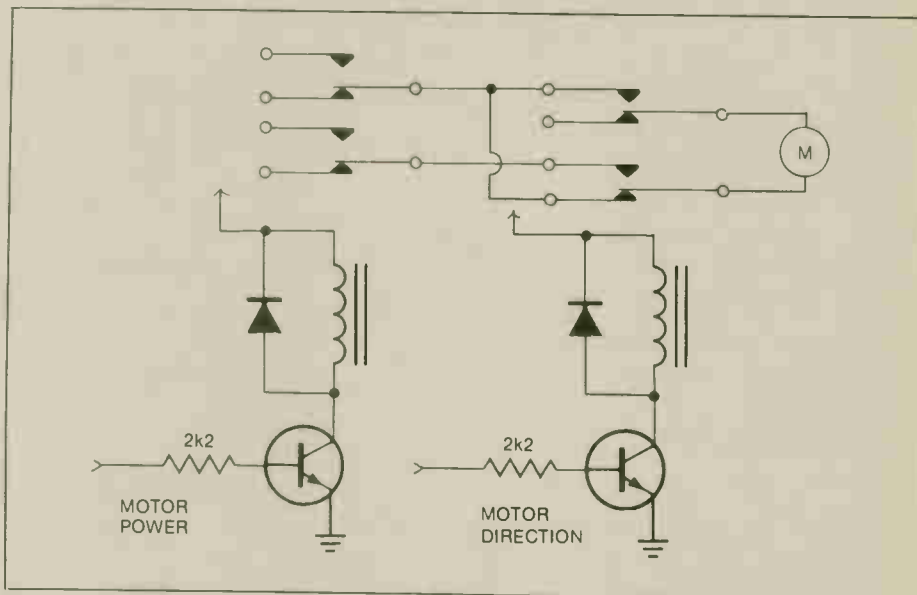 M
2k2
MOTOR
POWER
2k2
MOTOR
DIRECTION